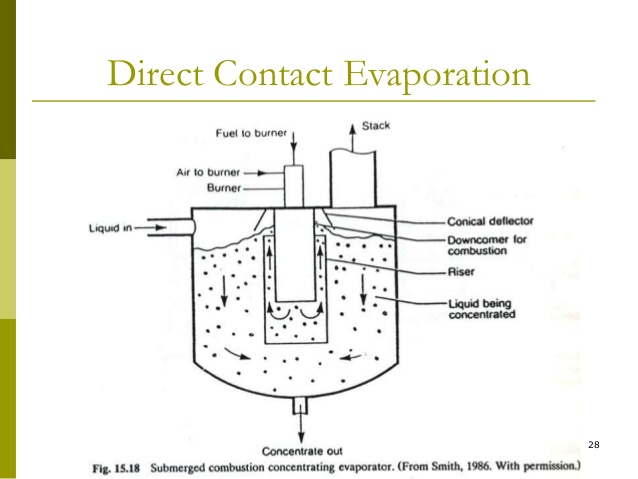 Direct Contact Evaporation
Fuel to burner
Stack
Air to burner
Burner
Liquid in
Conical deflector
Downcomer for
combustion
Riser
Liquid being
concentrated
Concentrate out
28
Fig. 15.18 Submerged combustion concentrating evaporator. (From Smith, 1986. With permission.)